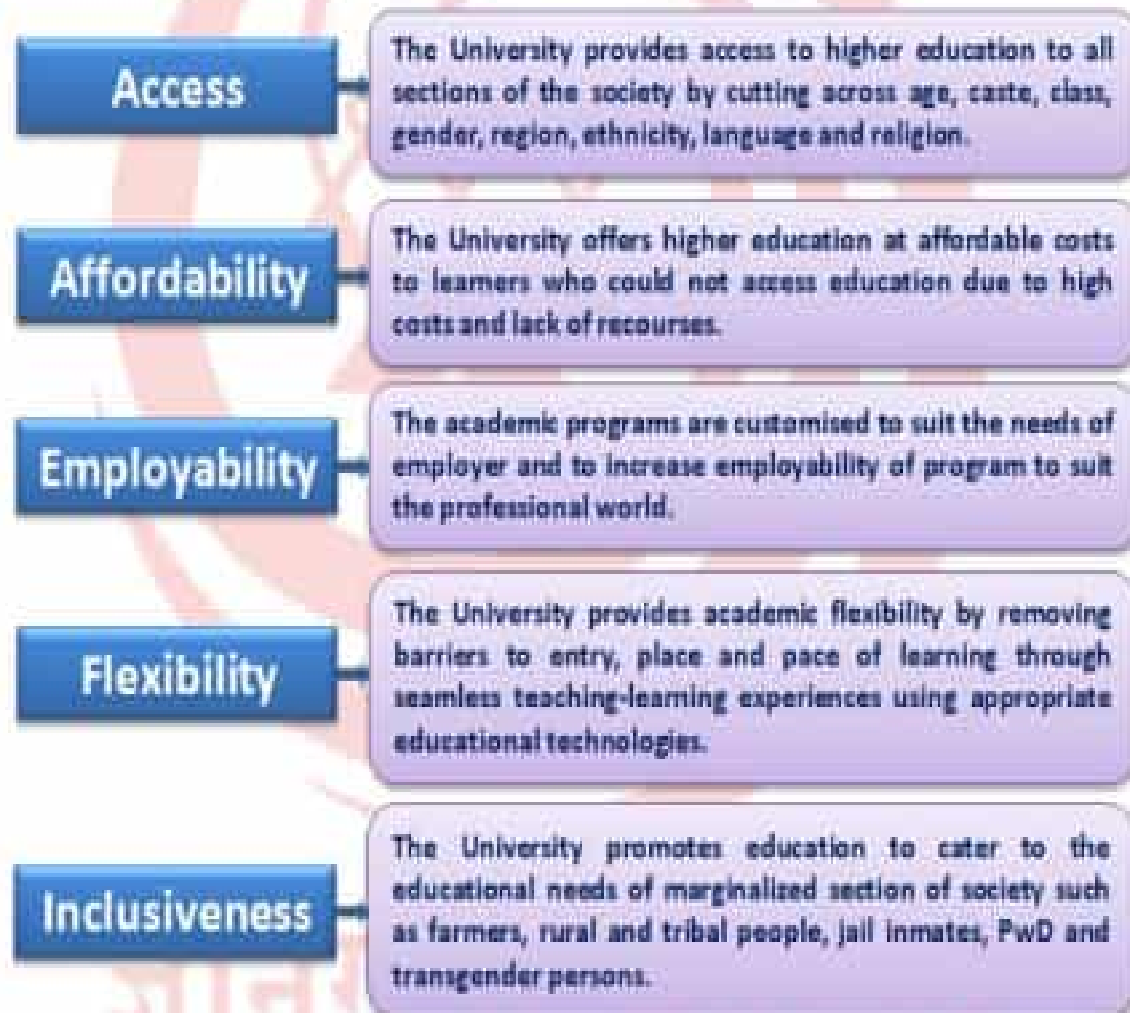 Access
The University provides access to higher education to all
sections of the society by cutting across age, caste, class,
gender, region, ethnicity, language and religion.
Affordability
The University offers higher education at affordable costs
to learners who could not access education due to high
costs and lack of recourses.
Employability
The academic programs are customised to suit the needs of
employer and to increase employability of program to suit
the professional world.
Flexibility
The University provides academic flexibility by removing
barriers to entry, place and pace of learning through
seamless teaching-learning experiences using appropriate
educational technologies.
Inclusiveness
The University promotes education to cater to the
educational needs of marginalized section of society such
as farmers, rural and tribal people, jail inmates, PwD and
transgender persons.